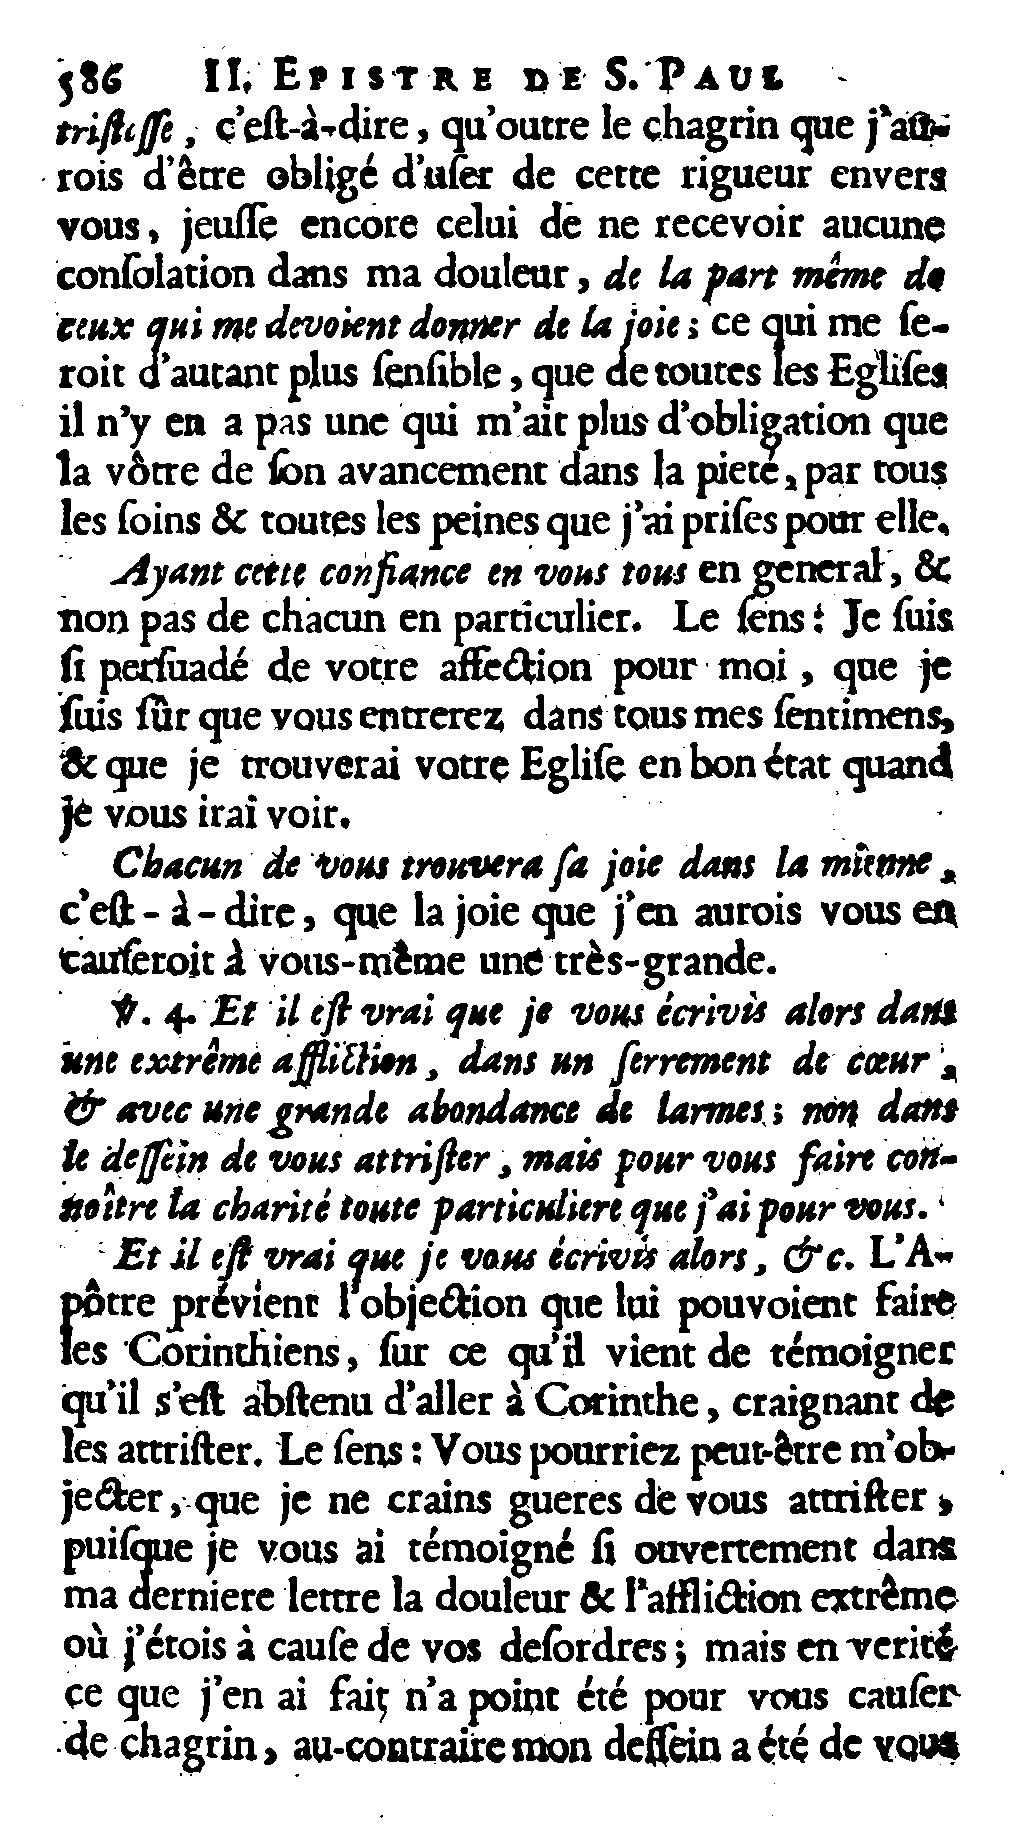 586 II. EPISTRE DE S. PAUL
tristesse, c'est-à-dire, qu'outre le chagrin que j'au-
rois d'être obligé d'uſer de cette rigueur envers
vous, jeuſſe encore celui de ne recevoir aucune
conſolation dans ma douleur, de la part même de
ceux qui me devoient donner de la joie; ce qui me ſe-
roit d'autant plus ſenſible, que de toutes les Egliſes
il n'y en a pas une qui m'ait plus d'obligation que
la vôtre de ſon avancement dans la pieté, par tous
les ſoins & toutes les peines que j'ai priſes pour elle.
Ayant cette confiance en vous tous en general, &
non pas de chacun en particulier. Le ſens: Je ſuis
ſi perſuadé de votre affection pour moi, que je
ſuis ſûr que vous entrerez dans tous mes ſentimens,
& que je trouverai votre Egliſe en bon état quand
je vous irai voir.
Chacun de vous trouvera ſa joie dans la mienne,
c'eſt-à-dire, que la joie que j'en aurois vous en
cauſeroit à vous-même une très-grande.
℣. 4. Et il eſt vrai que je vous écrivis alors dans
une extrême affliction, dans un ſerrement de cœur,
& avec une grande abondance de larmes; non dans
le deſſein de vous attriſter, mais pour vous faire con-
noître la charité toute particuliere que j'ai pour vous.
Et il eſt vrai que je vous écrivis alors, &c. L'A-
pôtre prévient l'objection que lui pouvoient faire
les Corinthiens, ſur ce qu'il vient de témoigner
qu'il s'eſt abſtenu d'aller à Corinthe, craignant de
les attriſter. Le ſens: Vous pourriez peut-être m'ob-
jecter, que je ne crains gueres de vous attriſter,
puiſque je vous ai témoigné ſi ouvertement dans
ma derniere lettre la douleur & l'affliction extrême
où j'étois à cauſe de vos deſordres; mais en verité
ce que j'en ai fait n'a point été pour vous cauſer
de chagrin, au-contraire mon deſſein a été de vous